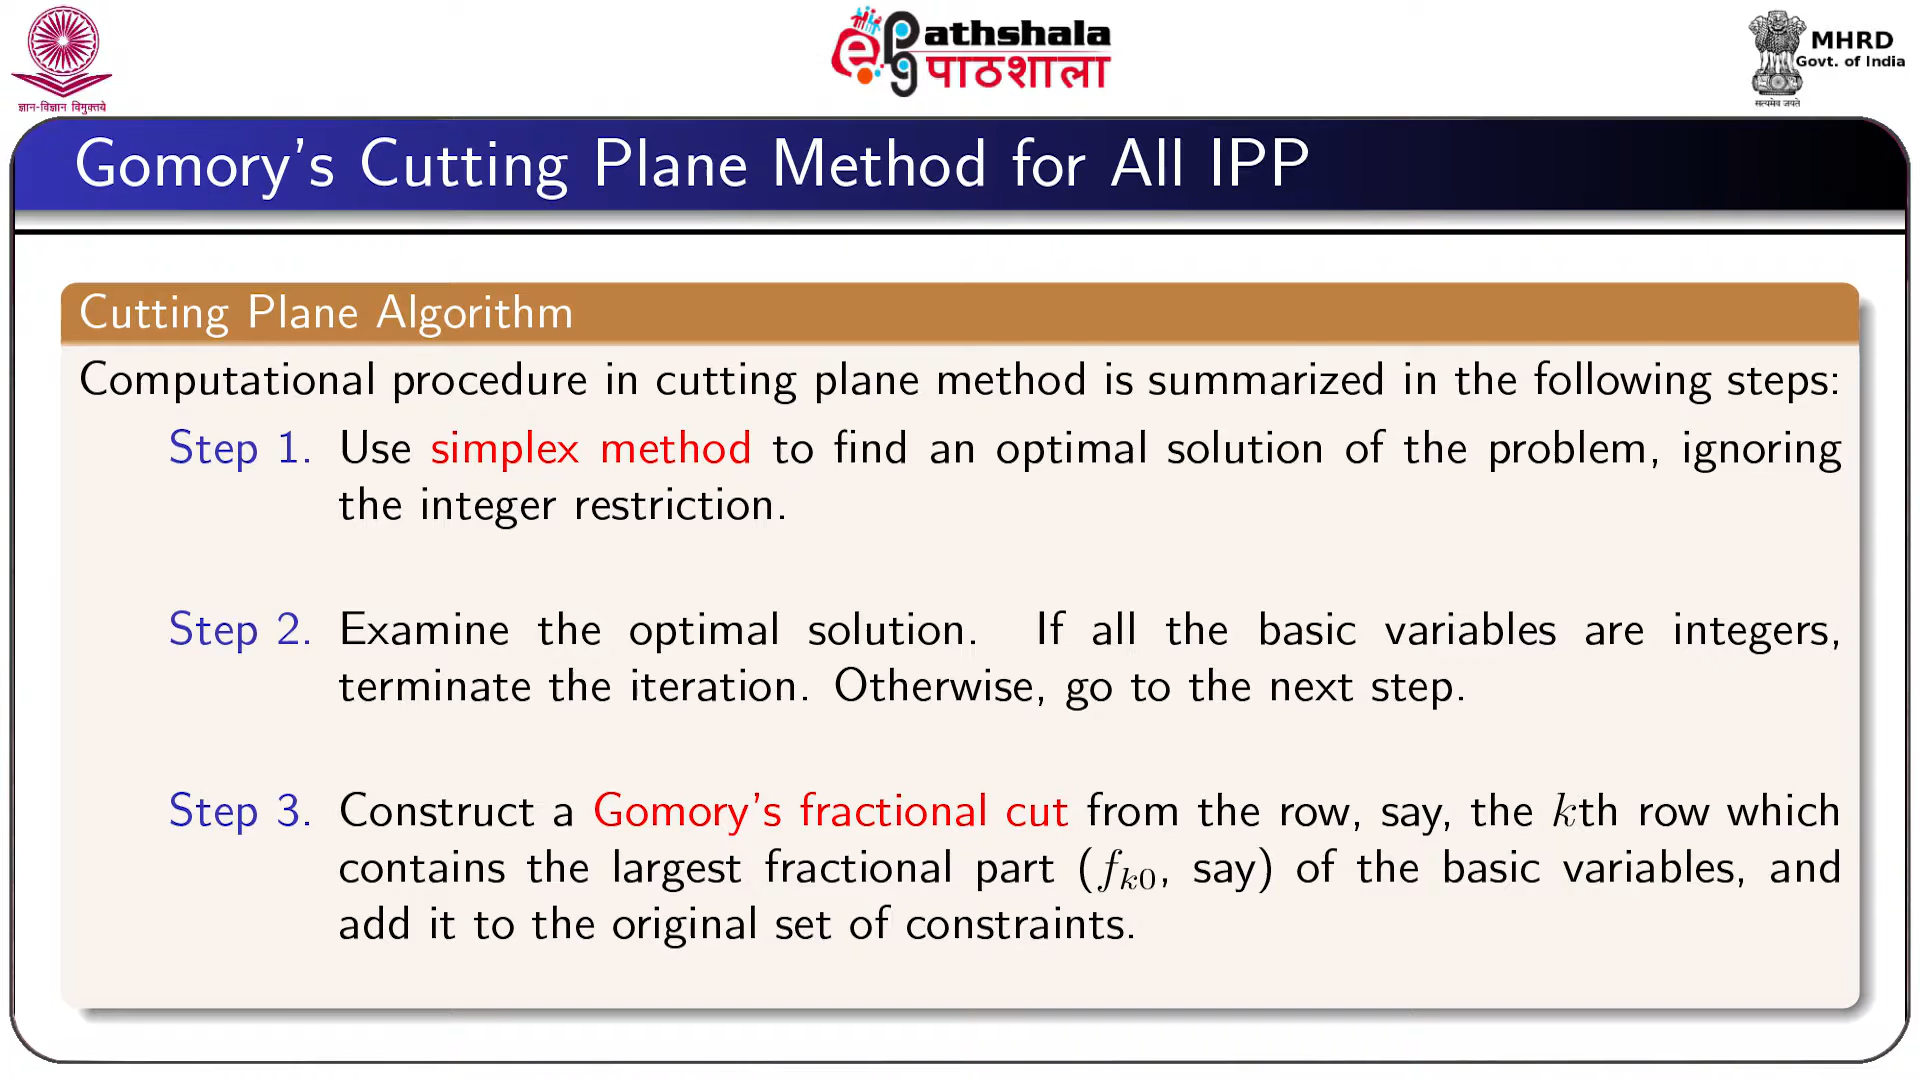 ज्ञान-विज्ञान विमुक्तये
ePG Pathshala
पाठशाला
MHRD
Govt. of India
सत्यमेव जयते
Gomory's Cutting Plane Method for All IPP
Cutting Plane Algorithm
Computational procedure in cutting plane method is summarized in the following steps:
Step 1. Use simplex method to find an optimal solution of the problem, ignoring
the integer restriction.
Step 2. Examine the optimal solution. If all the basic variables are integers,
terminate the iteration. Otherwise, go to the next step.
Step 3. Construct a Gomory's fractional cut from the row, say, the kth row which
contains the largest fractional part (f_{k0}, say) of the basic variables, and
add it to the original set of constraints.